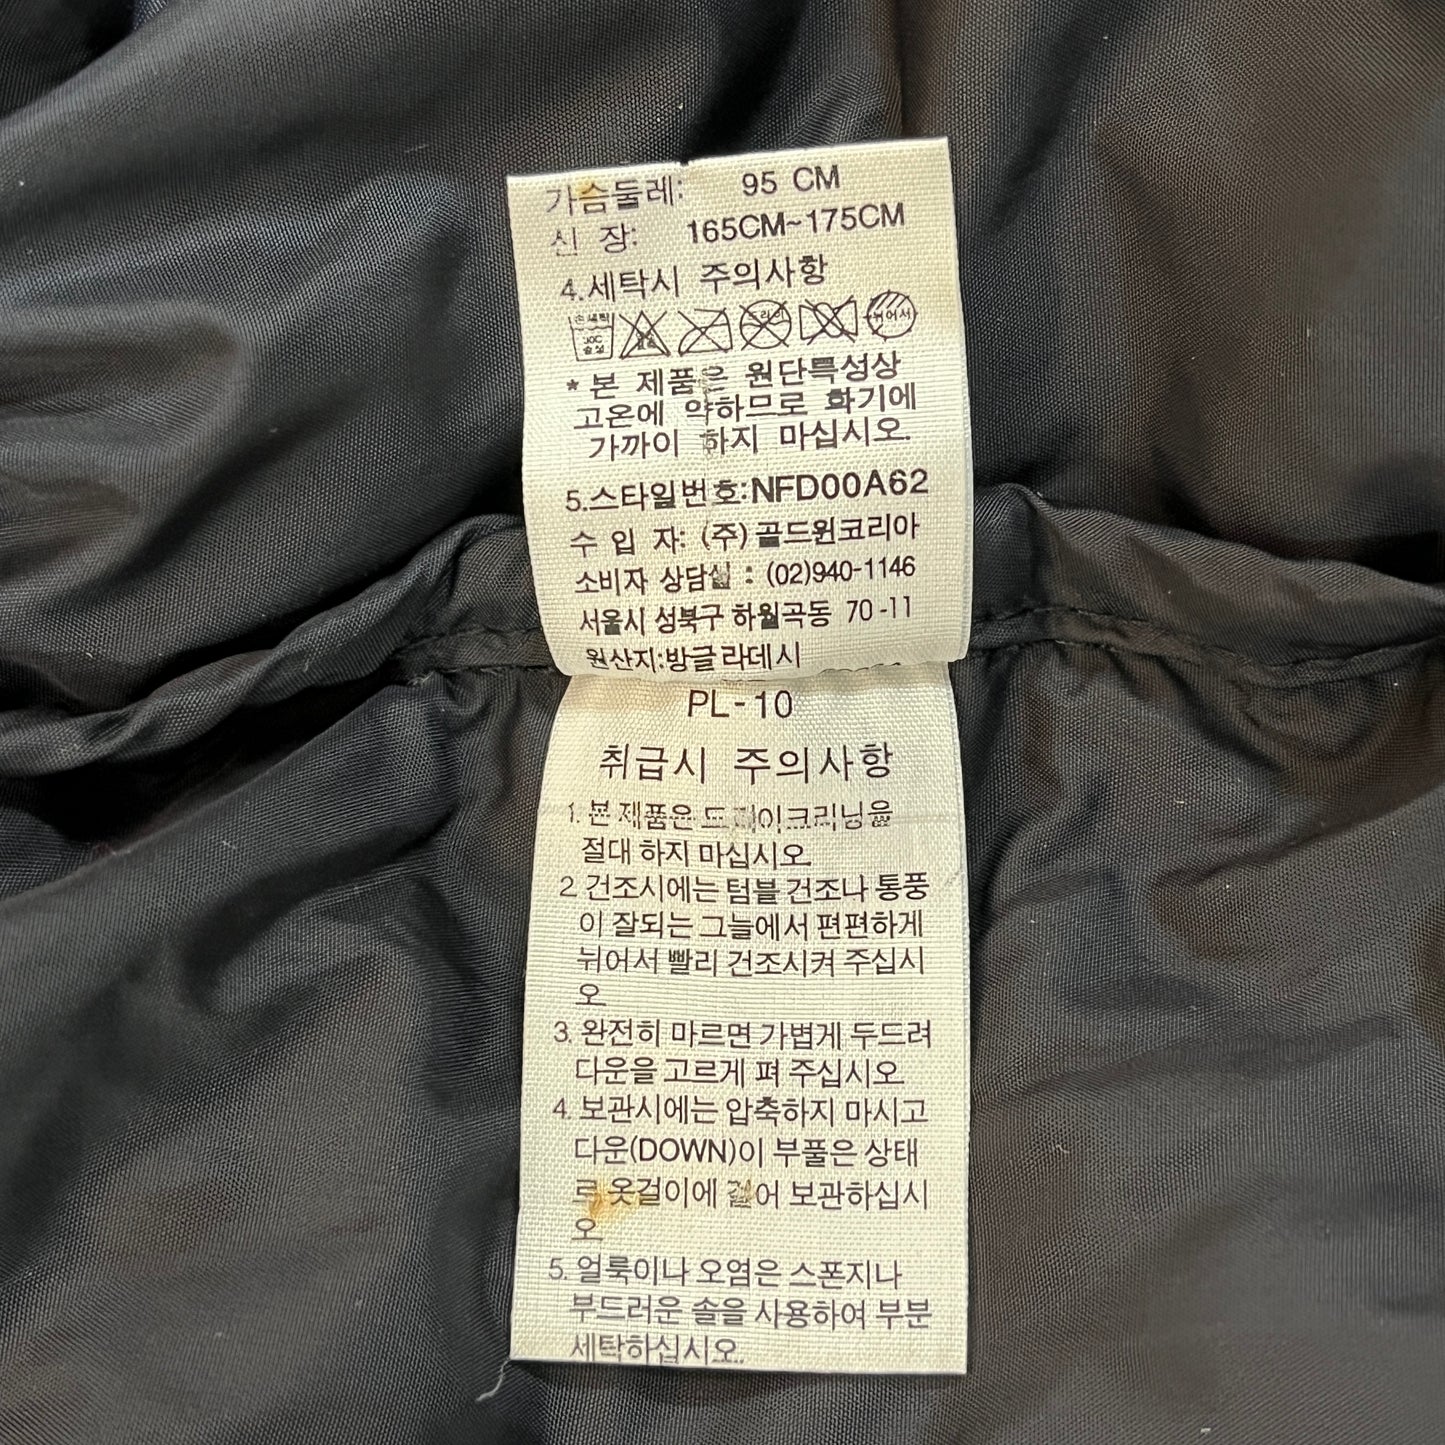 가슴둘레: 95 CM
신 장: 165CM~175CM
4.세탁시 주의사항
손세탁
30C
중성
드라이
뉘어서
* 본 제품은 원단특성상
고온에 약하므로 화기에
가까이 하지 마십시오.
5.스타일번호:NFD00A62
수 입 자: (주)골드윈코리아
소비자 상담실 : (02)940-1146
서울시 성북구 하월곡동 70-11
원산지:방글라데시
PL-10
취급시 주의사항
1. 본 제품은 드라이크리닝을
절대 하지 마십시오.
2. 건조시에는 텀블 건조나 통풍
이 잘되는 그늘에서 편편하게
뉘어서 빨리 건조시켜 주십시
오.
3. 완전히 마르면 가볍게 두드려
다운을 고르게 펴 주십시오.
4. 보관시에는 압축하지 마시고
다운(DOWN)이 부풀은 상태
로 옷걸이에 걸어 보관하십시
오.
5. 얼룩이나 오염은 스폰지나
부드러운 솔을 사용하여 부분
세탁하십시오.